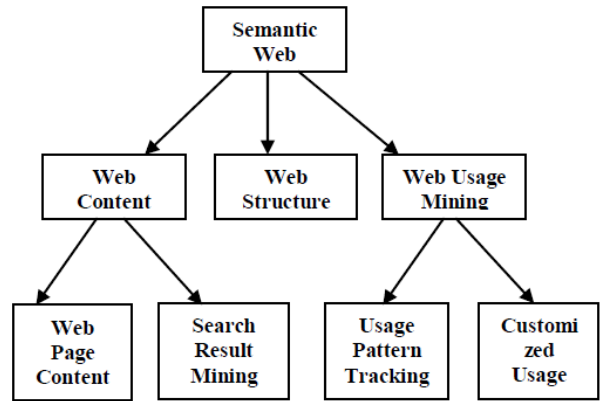 Semantic
Web
Web
Content
Web
Structure
Web Usage
Mining
Web
Page
Content
Search
Result
Mining
Usage
Pattern
Tracking
Customi
zed
Usage